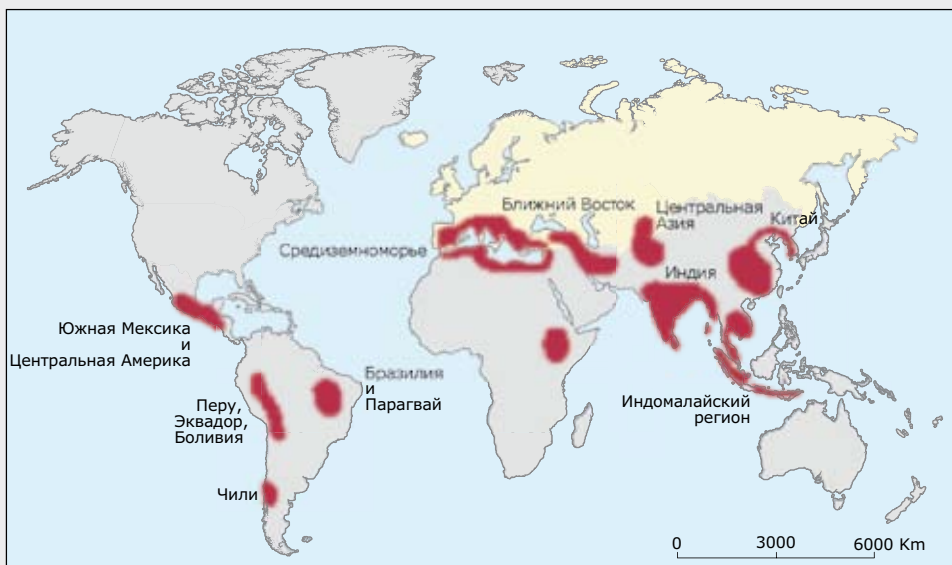 Ближний Восток
Центральная
Азия
Китай
Средиземноморье
Индия
Южная Мексика
и
Центральная Америка
Бразилия
и
Парагвай
Перу,
Эквадор,
Боливия
Индомалайский
регион
Чили
0 3000 6000 Km